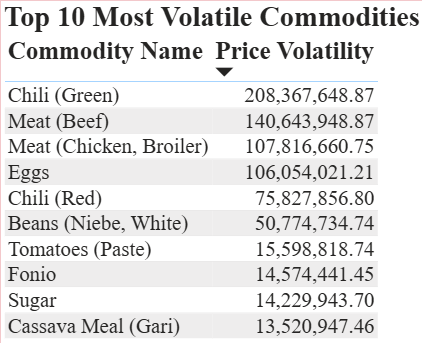 Top 10 Most Volatile Commodities
Commodity Name Price Volatility
Chili (Green) 208,367,648.87
Meat (Beef) 140,643,948.87
Meat (Chicken, Broiler) 107,816,660.75
Eggs 106,054,021.21
Chili (Red) 75,827,856.80
Beans (Niebe, White) 50,774,734.74
Tomatoes (Paste) 15,598,818.74
Fonio 14,574,441.45
Sugar 14,229,943.70
Cassava Meal (Gari) 13,520,947.46